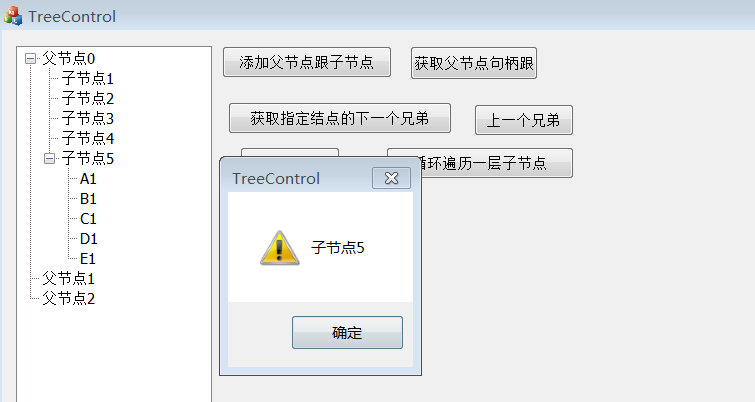 TreeControl
父节点0
子节点1
子节点2
子节点3
子节点4
子节点5
A1
B1
C1
D1
E1
父节点1
父节点2
添加父节点跟子节点
获取父节点句柄跟
获取指定结点的下一个兄弟
上一个兄弟
循环遍历一层子节点
TreeControl
子节点5
确定